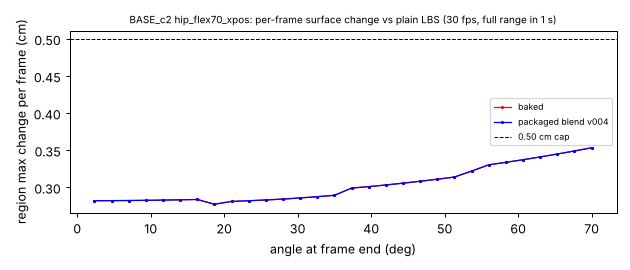 BASE_c2 hip_flex70_xpos: per-frame surface change vs plain LBS (30 fps, full range in 1 s)
region max change per frame (cm)
0.50
0.45
0.40
0.35
0.30
baked
packaged blend v004
0.50 cm cap
0 10 20 30 40 50 60 70
angle at frame end (deg)